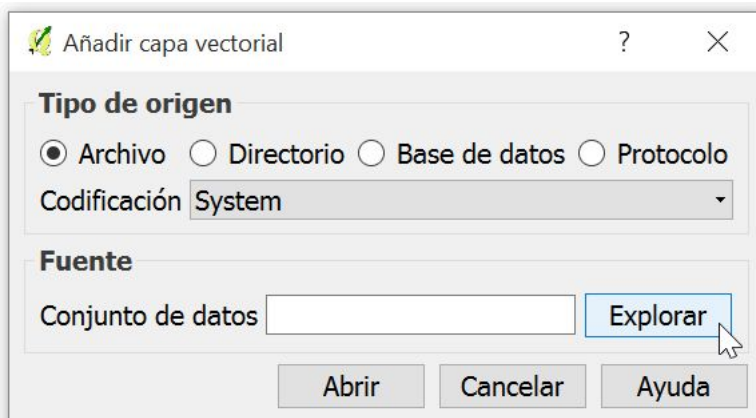 Añadir capa vectorial ?
Tipo de origen
Archivo Directorio Base de datos Protocolo
Codificación System
Fuente
Conjunto de datos Explorar
Abrir Cancelar Ayuda